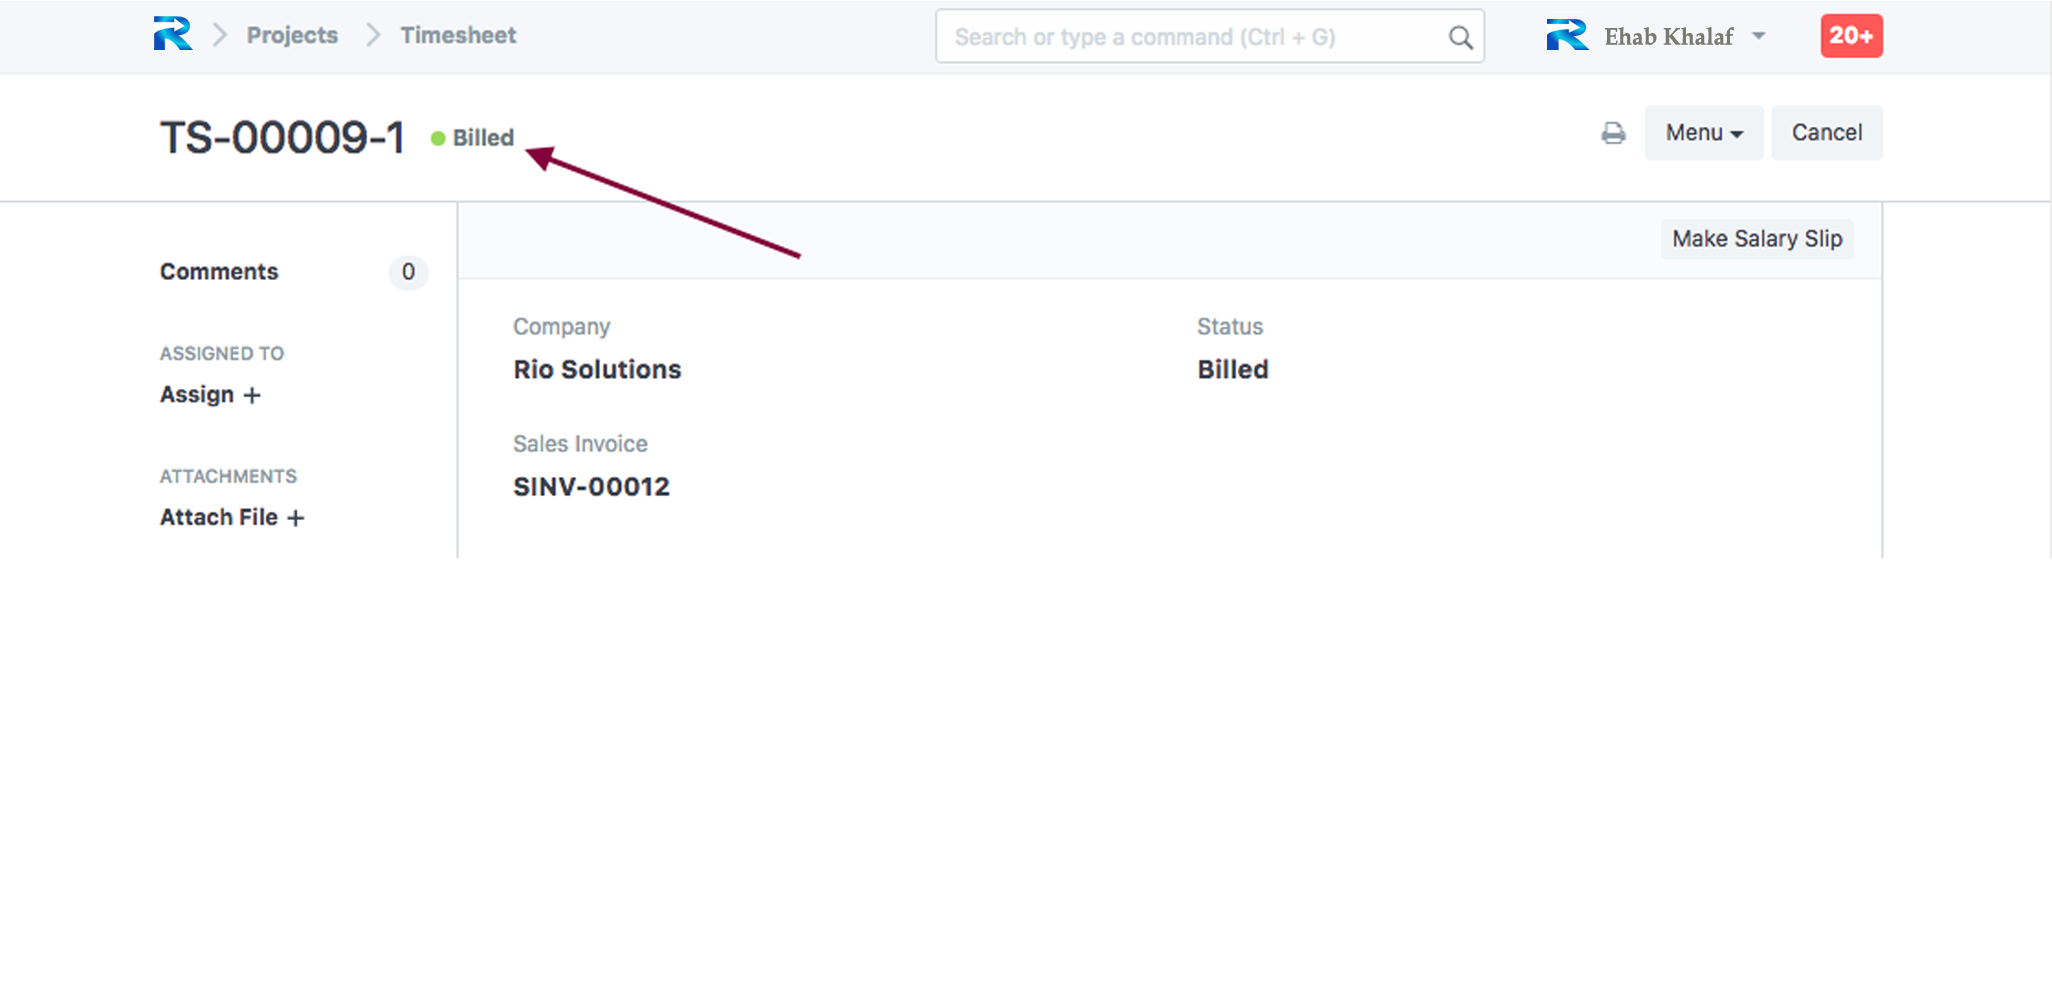 Projects Timesheet
Search or type a command (Ctrl + G)
Ehab Khalaf
20+
TS-00009-1 Billed
Menu
Cancel
Make Salary Slip
Comments 0
ASSIGNED TO
Assign +
ATTACHMENTS
Attach File +
Company
Rio Solutions
Status
Billed
Sales Invoice
SINV-00012